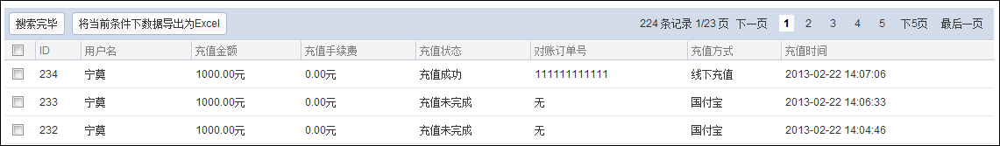 搜索完毕 将当前条件下数据导出为Excel 224 条记录 1/23 页 下一页 1 2 3 4 5 下5页 最后一页
ID 用户名 充值金额 充值手续费 充值状态 对账订单号 充值方式 充值时间
234 宁莫 1000.00元 0.00元 充值成功 111111111111 线下充值 2013-02-22 14:07:06
233 宁莫 1000.00元 0.00元 充值未完成 无 国付宝 2013-02-22 14:06:33
232 宁莫 1000.00元 0.00元 充值未完成 无 国付宝 2013-02-22 14:04:46